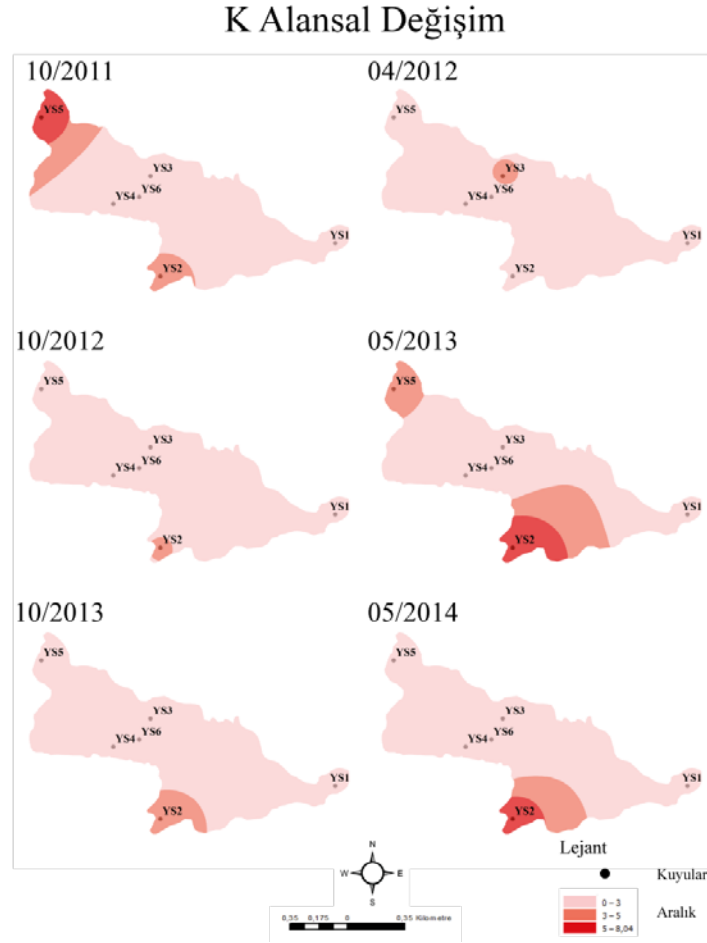 K Alansal Değişim
10/2011
YS5
YS3
YS6
YS4
YS1
YS2
04/2012
YS5
YS3
YS6
YS4
YS1
YS2
10/2012
YS5
YS3
YS6
YS4
YS1
YS2
05/2013
YS5
YS3
YS6
YS4
YS1
YS2
10/2013
YS5
YS3
YS6
YS4
YS1
YS2
05/2014
YS5
YS3
YS6
YS4
YS1
YS2
N
W E
S
0,35 0,175 0 0,35 Kilometre
Lejant
Kuyular
0 – 3
3 – 5
5 – 8,04
Aralık